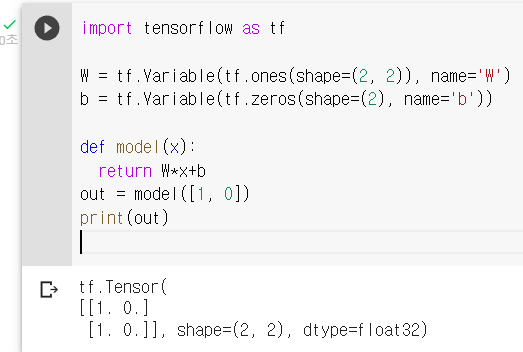 import tensorflow as tf
0초
W = tf.Variable(tf.ones(shape=(2, 2)), name='W')
b = tf.Variable(tf.zeros(shape=(2), name='b'))
def model(x):
  return W*x+b
out = model([1, 0])
print(out)
tf.Tensor(
[[1. 0.]
 [1. 0.]], shape=(2, 2), dtype=float32)